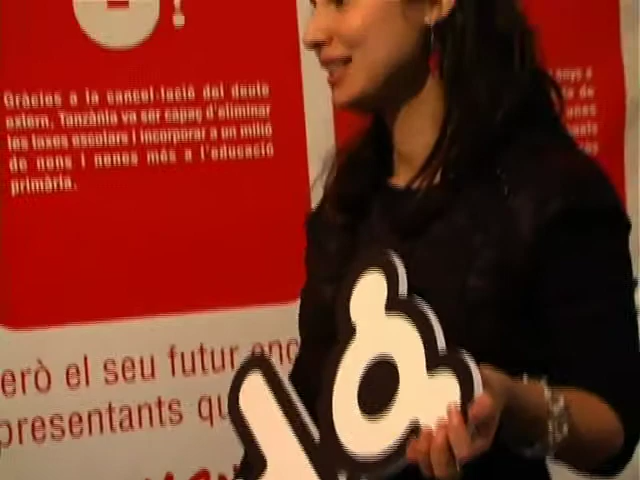 Gràcies a la cancel·lació del deute
extern, Tanzània va ser capaç d'eliminar
les taxes escolars i incorporar a un milió
de nens i nenes més a l'educació
primària.
erò el seu futur enc
presentants qu